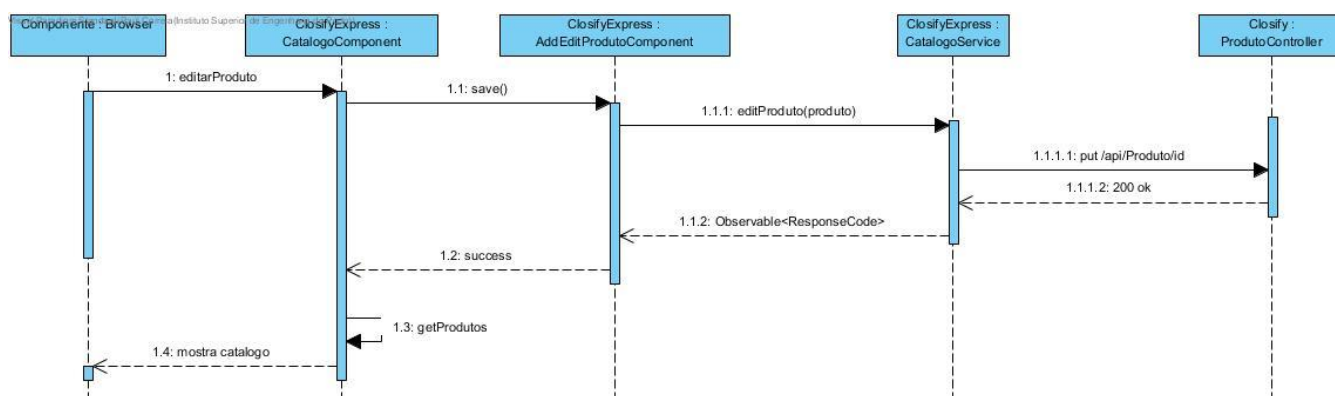 Componente : Browser
ClosifyExpress :
CatalogoComponent
ClosifyExpress :
AddEditProdutoComponent
ClosifyExpress :
CatalogoService
Closify :
ProdutoController
1: editarProduto
1.1: save()
1.1.1: editProduto(produto)
1.1.1.1: put /api/Produto/id
1.1.1.2: 200 ok
1.1.2: Observable<ResponseCode>
1.2: success
1.3: getProdutos
1.4: mostra catalogo